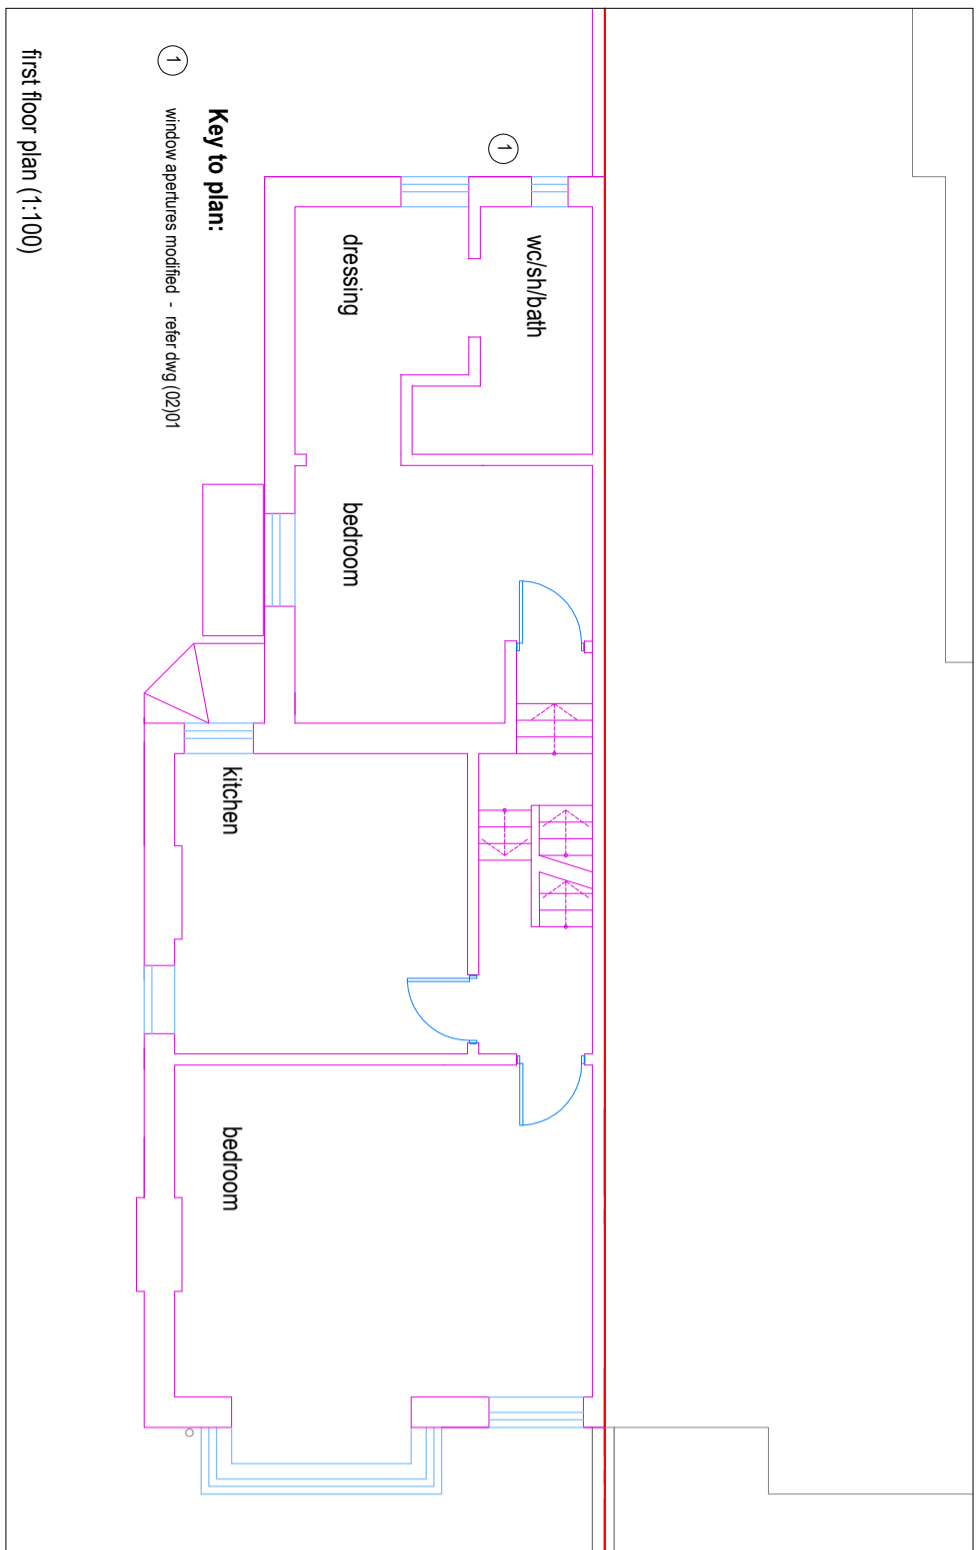 1
wc/sh/bath
dressing
bedroom
kitchen
bedroom
Key to plan:
1 window apertures modified - refer dwg (02)01
first floor plan (1:100)